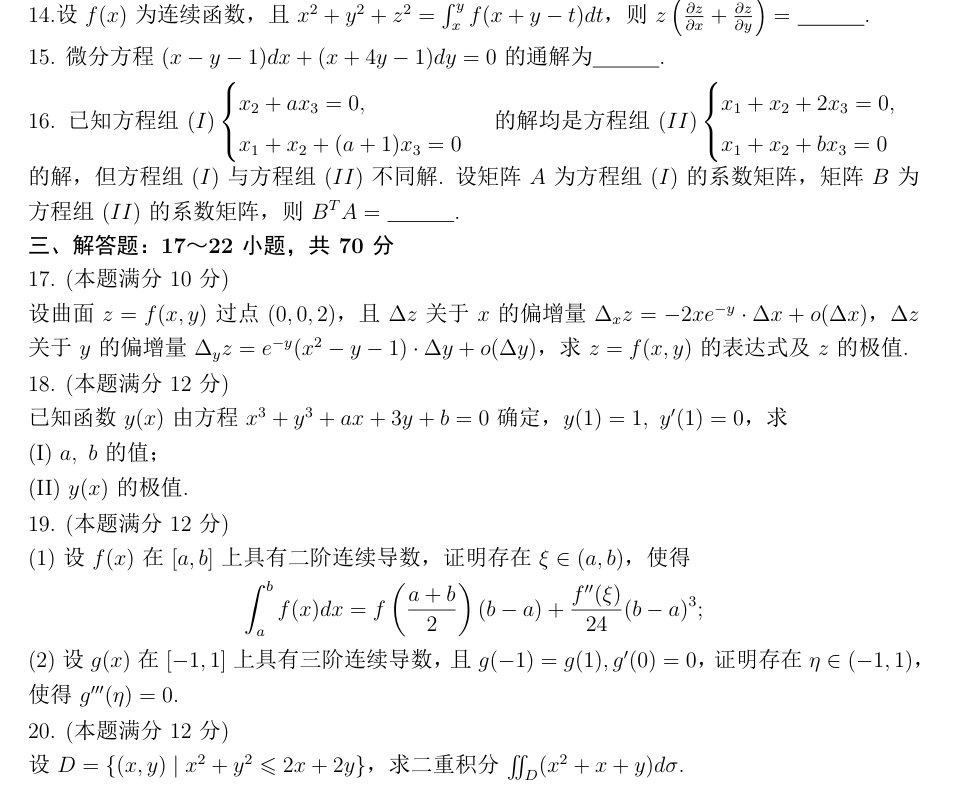 14.设 f(x) 为连续函数，且 x² + y² + z² = ∫ₓʸ f(x + y − t)dt，则 z (∂z/∂x + ∂z/∂y) = ______.
15. 微分方程 (x − y − 1)dx + (x + 4y − 1)dy = 0 的通解为______.
16. 已知方程组 (I) { x₂ + ax₃ = 0, x₁ + x₂ + (a + 1)x₃ = 0 的解均是方程组 (II) { x₁ + x₂ + 2x₃ = 0, x₁ + x₂ + bx₃ = 0
的解，但方程组 (I) 与方程组 (II) 不同解. 设矩阵 A 为方程组 (I) 的系数矩阵，矩阵 B 为
方程组 (II) 的系数矩阵，则 BᵀA = ______.
三、解答题：17～22 小题，共 70 分
17. (本题满分 10 分)
设曲面 z = f(x, y) 过点 (0, 0, 2)，且 Δz 关于 x 的偏增量 Δₓz = −2xe⁻ʸ · Δx + o(Δx)，Δz
关于 y 的偏增量 Δ_y z = e⁻ʸ(x² − y − 1) · Δy + o(Δy)，求 z = f(x, y) 的表达式及 z 的极值.
18. (本题满分 12 分)
已知函数 y(x) 由方程 x³ + y³ + ax + 3y + b = 0 确定，y(1) = 1, y′(1) = 0，求
(I) a, b 的值；
(II) y(x) 的极值.
19. (本题满分 12 分)
(1) 设 f(x) 在 [a, b] 上具有二阶连续导数，证明存在 ξ ∈ (a, b)，使得
∫ₐᵇ f(x)dx = f((a + b)/2) (b − a) + f″(ξ)/24 (b − a)³;
(2) 设 g(x) 在 [−1, 1] 上具有三阶连续导数，且 g(−1) = g(1), g′(0) = 0，证明存在 η ∈ (−1, 1)，
使得 g‴(η) = 0.
20. (本题满分 12 分)
设 D = {(x, y) | x² + y² ⩽ 2x + 2y}，求二重积分 ∬_D (x² + x + y)dσ.